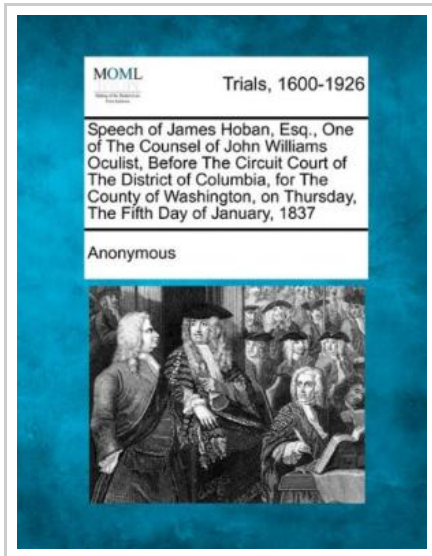 MOML
Trials, 1600-1926
Speech of James Hoban, Esq., One
of The Counsel of John Williams
Oculist, Before The Circuit Court of
The District of Columbia, for The
County of Washington, on Thursday,
The Fifth Day of January, 1837
Anonymous